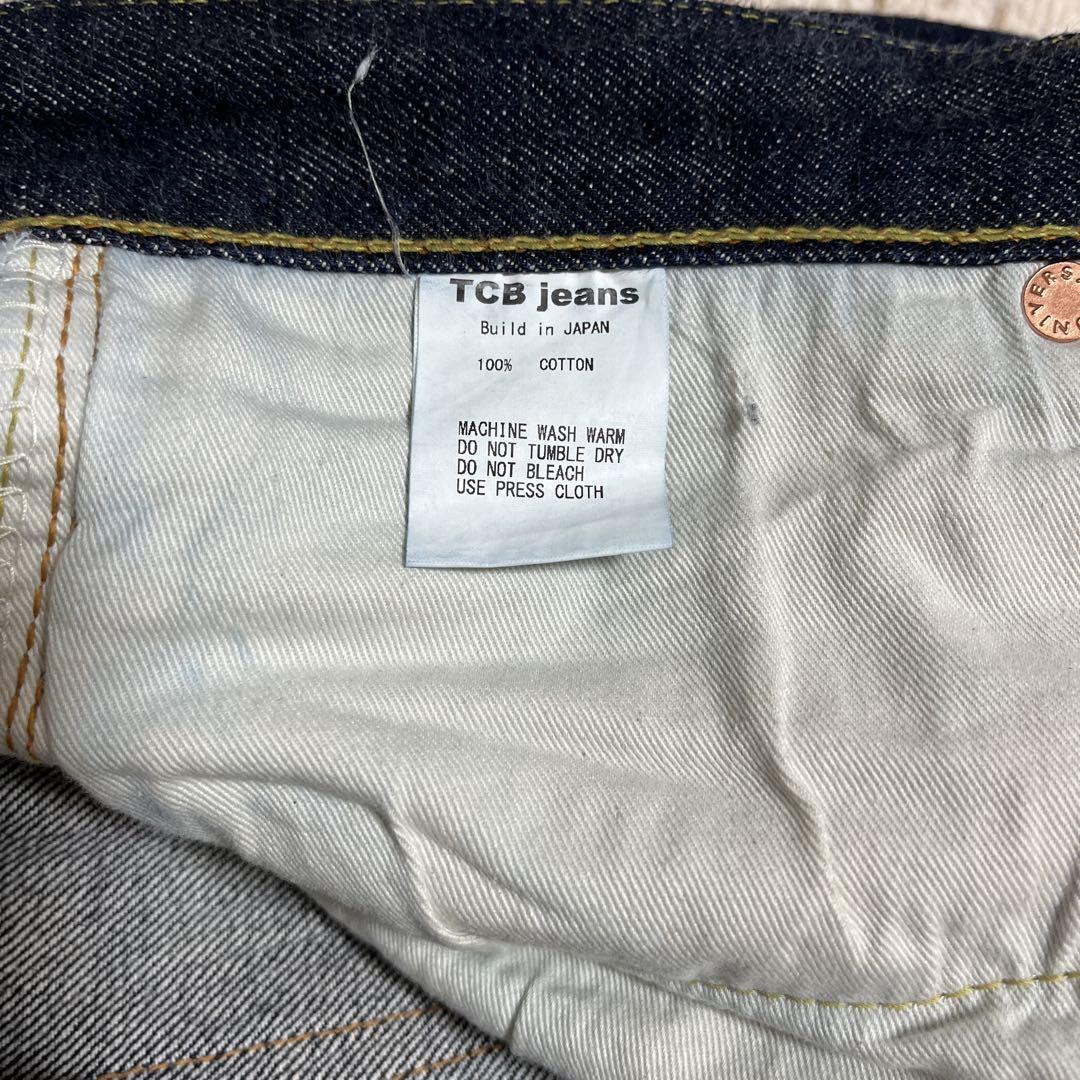 TCB jeans
Build in JAPAN
100% COTTON
MACHINE WASH WARM
DO NOT TUMBLE DRY
DO NOT BLEACH
USE PRESS CLOTH